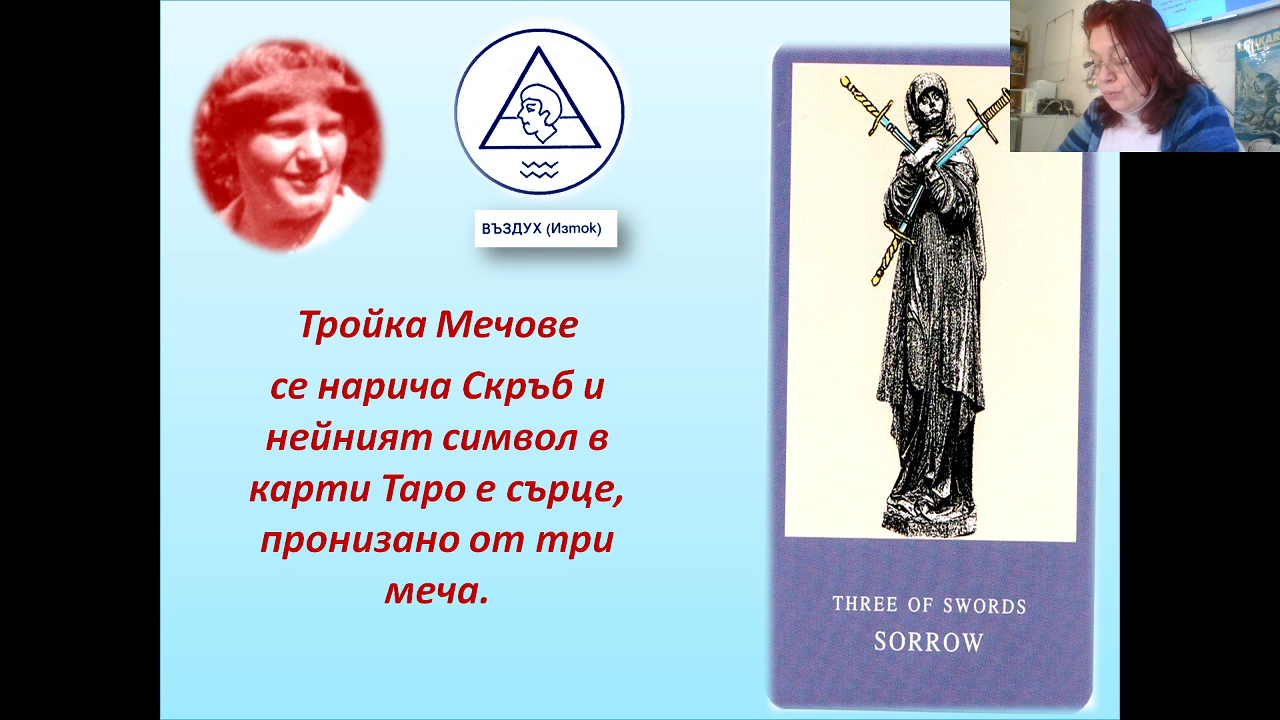 ВЪЗДУХ (Изток)
Тройка Мечове
се нарича Скръб и
нейният символ в
карти Таро е сърце,
пронизано от три
меча.
THREE OF SWORDS
SORROW